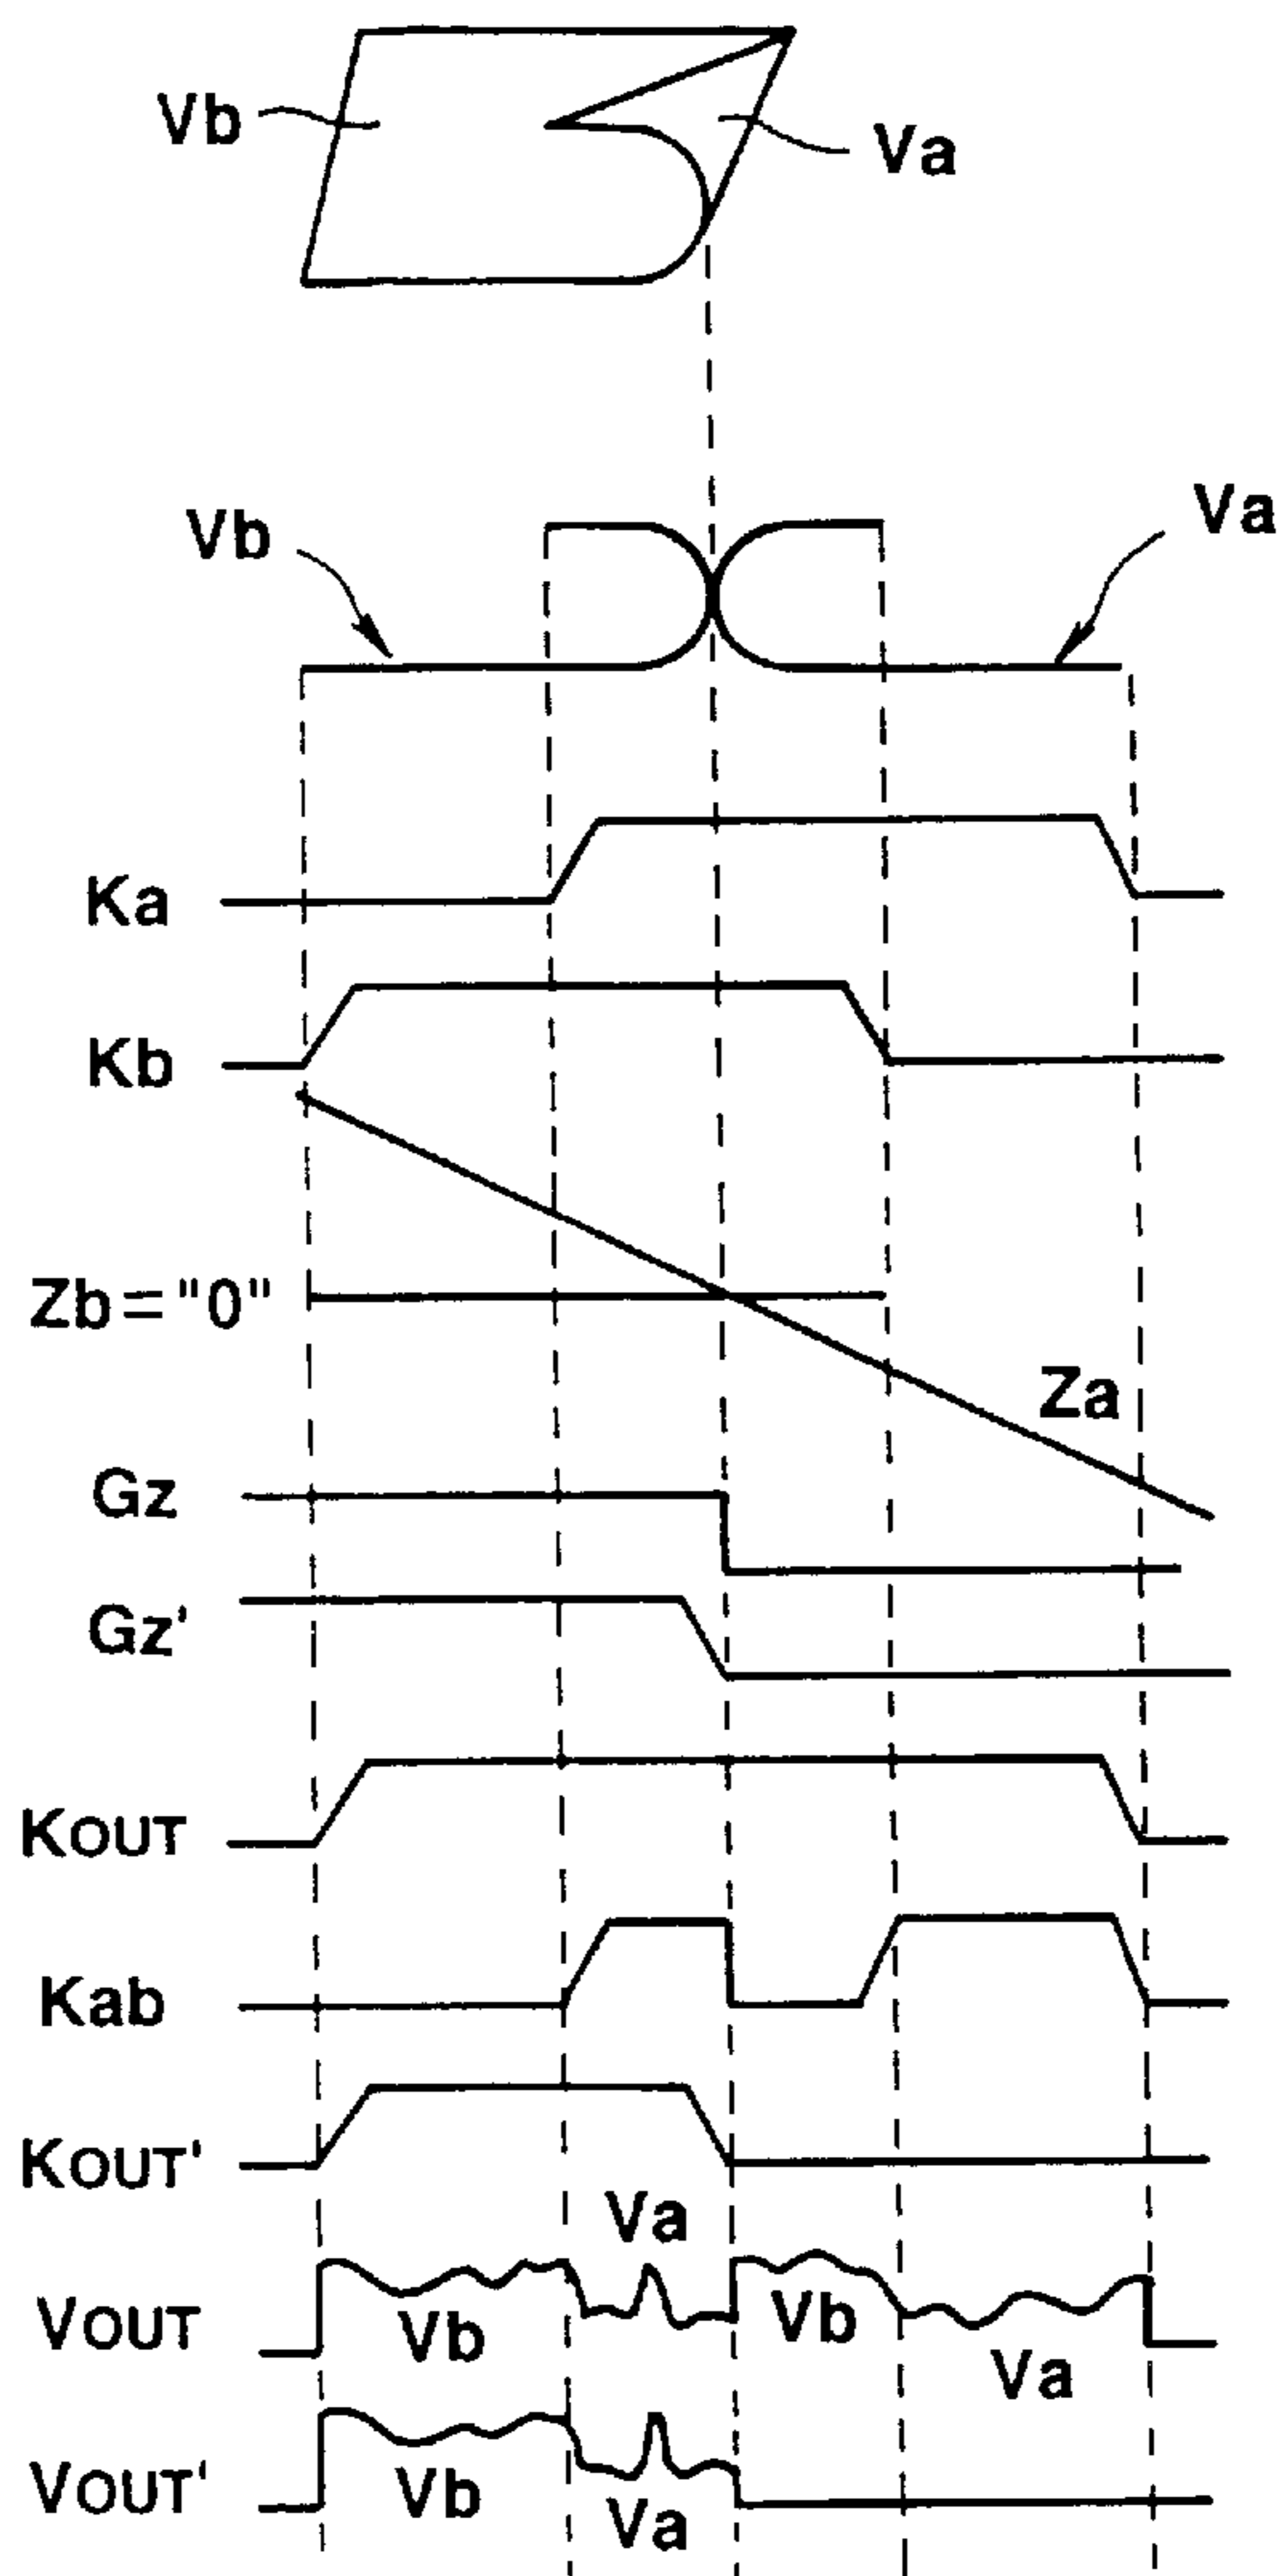 Vb
Va
Vb
Va
Ka
Kb
Zb="0"
Za
Gz
Gz'
KOUT
Kab
KOUT'
Va
VOUT
Vb
Vb
Va
VOUT'
Vb
Va